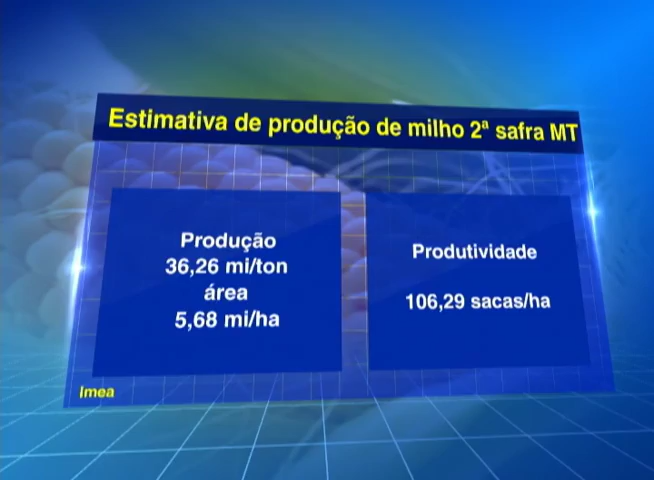 Estimativa de produção de milho 2ª safra MT
Produção
36,26 mi/ton
área
5,68 mi/ha
Produtividade
106,29 sacas/ha
Imea